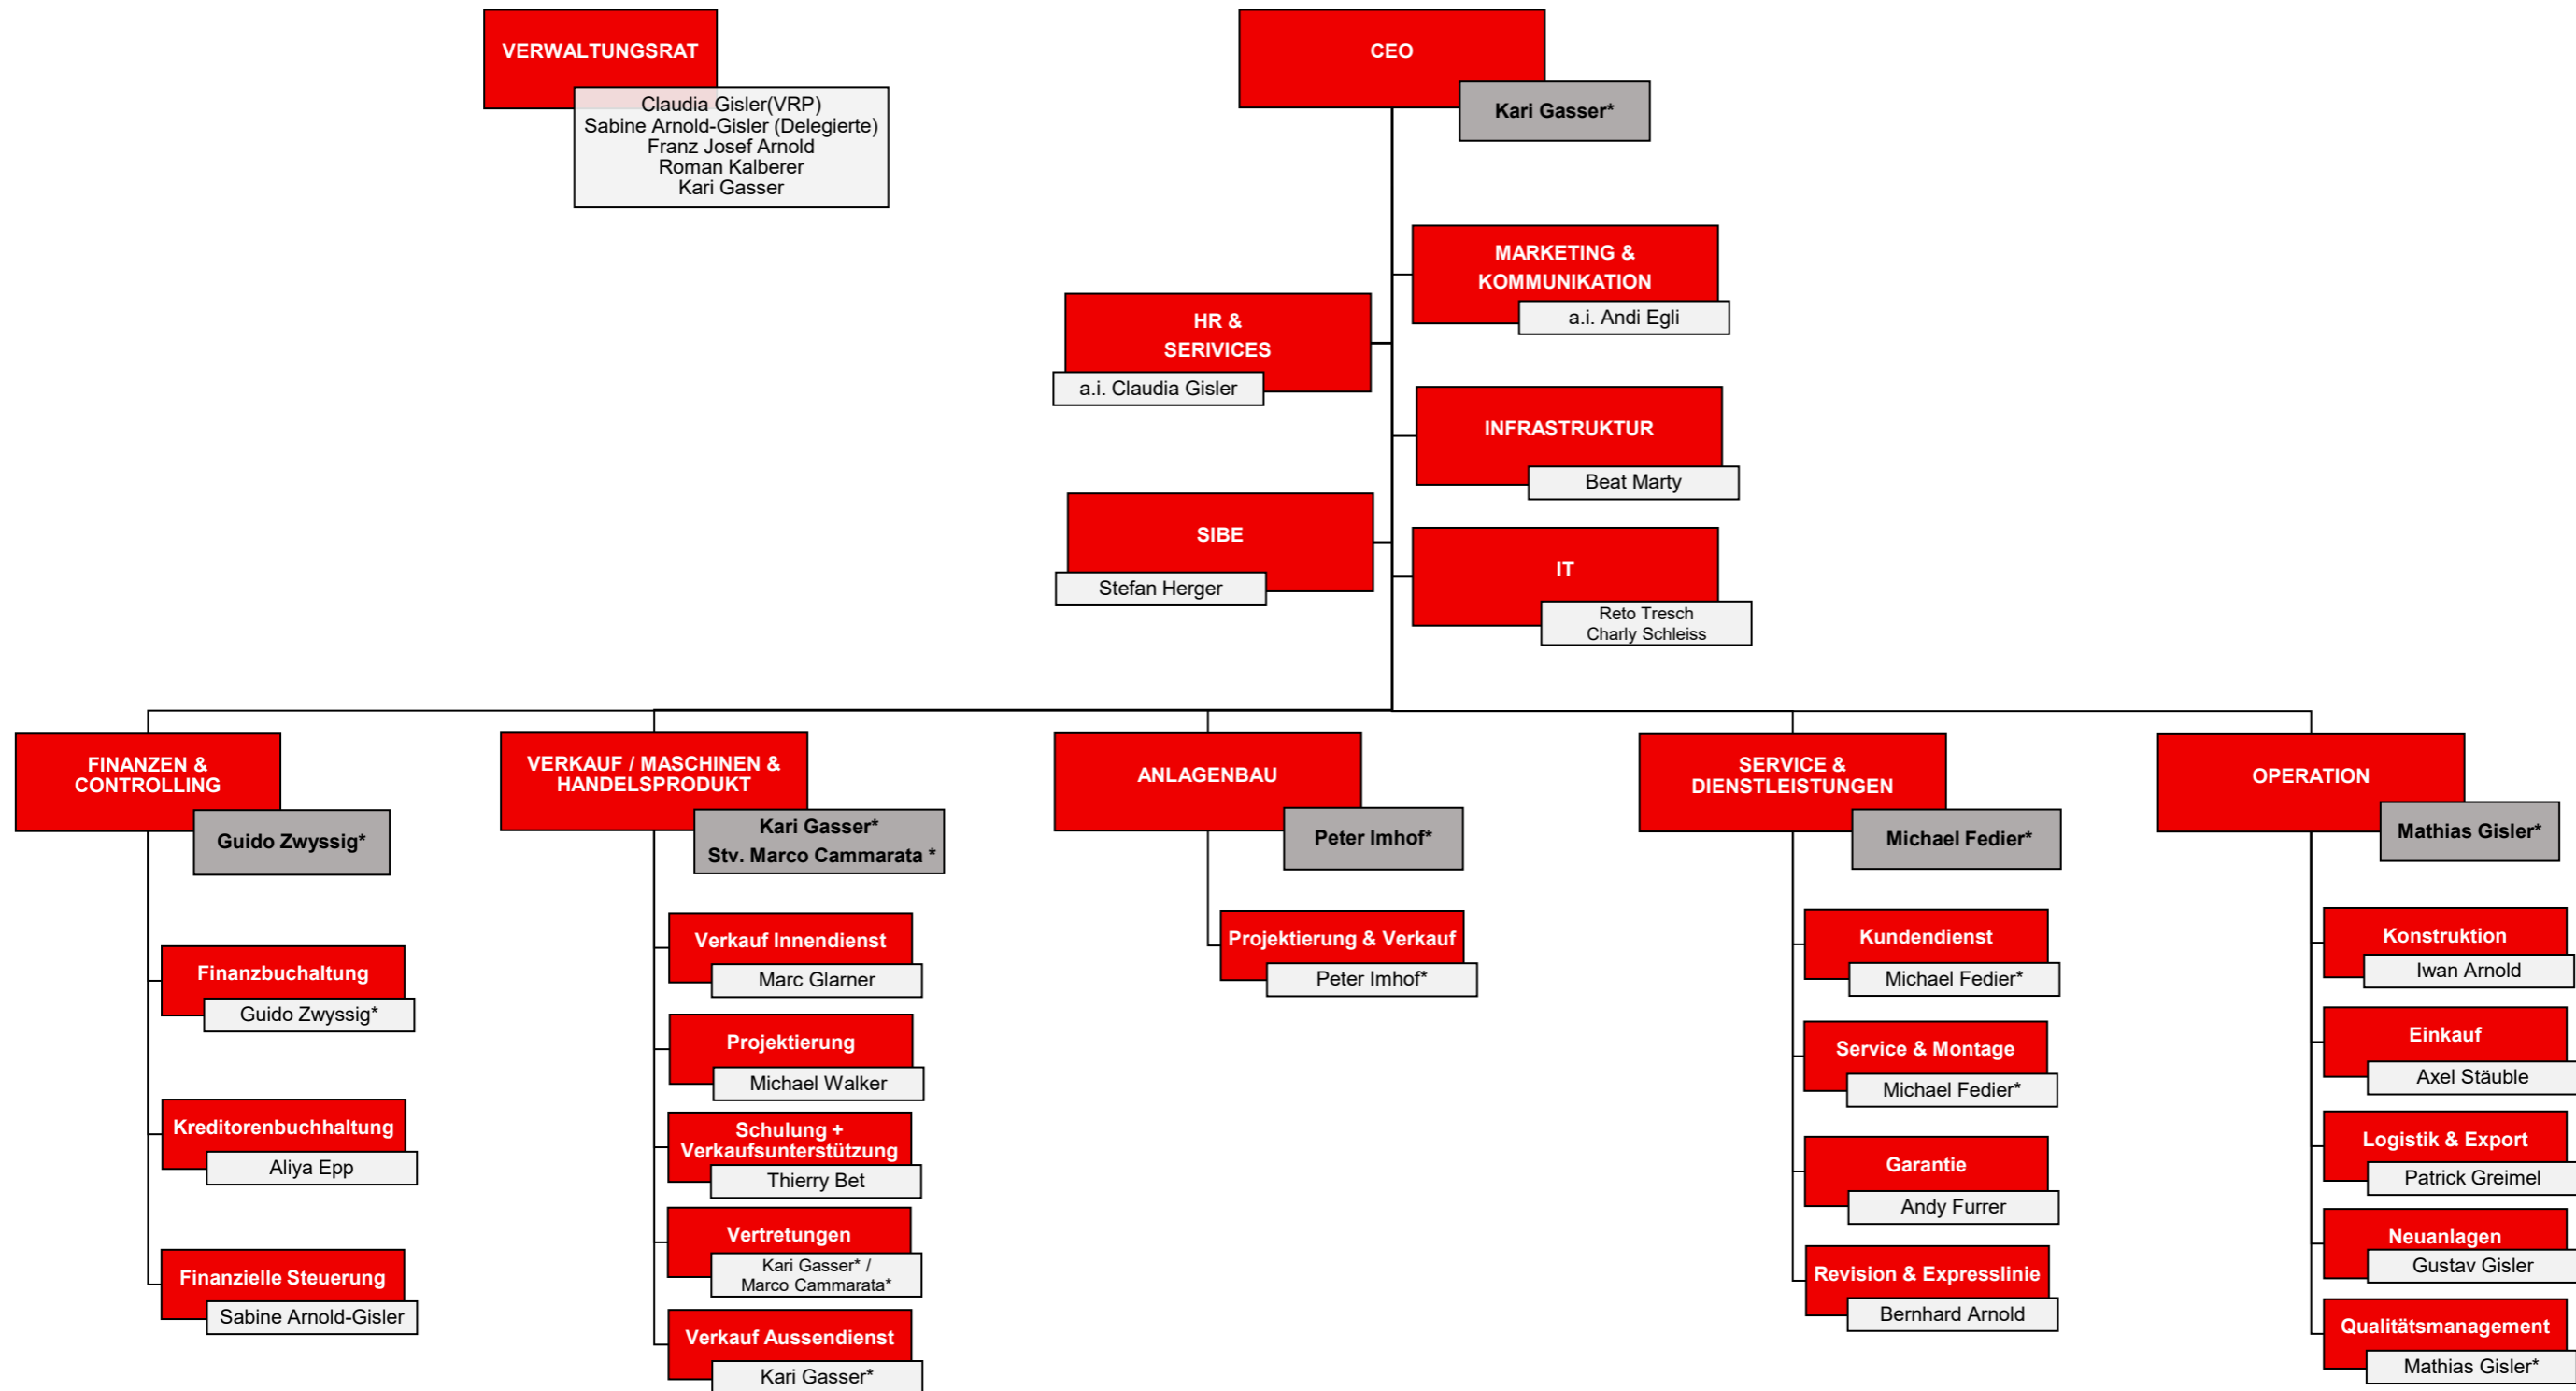 VERWALTUNGSRAT
Claudia Gisler(VRP)
Sabine Arnold-Gisler (Delegierte)
Franz Josef Arnold
Roman Kalberer
Kari Gasser
CEO
Kari Gasser*
MARKETING &
KOMMUNIKATION
a.i. Andi Egli
HR &
SERIVICES
a.i. Claudia Gisler
INFRASTRUKTUR
Beat Marty
SIBE
Stefan Herger
IT
Reto Tresch
Charly Schleiss
FINANZEN &
CONTROLLING
Guido Zwyssig*
Finanzbuchaltung
Guido Zwyssig*
Kreditorenbuchhaltung
Aliya Epp
Finanzielle Steuerung
Sabine Arnold-Gisler
VERKAUF / MASCHINEN &
HANDELSPRODUKT
Kari Gasser*
Stv. Marco Cammarata *
Verkauf Innendienst
Marc Glarner
Projektierung
Michael Walker
Schulung +
Verkaufsunterstützung
Thierry Bet
Vertretungen
Kari Gasser* /
Marco Cammarata*
Verkauf Aussendienst
Kari Gasser*
ANLAGENBAU
Peter Imhof*
Projektierung & Verkauf
Peter Imhof*
SERVICE &
DIENSTLEISTUNGEN
Michael Fedier*
Kundendienst
Michael Fedier*
Service & Montage
Michael Fedier*
Garantie
Andy Furrer
Revision & Expresslinie
Bernhard Arnold
OPERATION
Mathias Gisler*
Konstruktion
Iwan Arnold
Einkauf
Axel Stäuble
Logistik & Export
Patrick Greimel
Neuanlagen
Gustav Gisler
Qualitätsmanagement
Mathias Gisler*